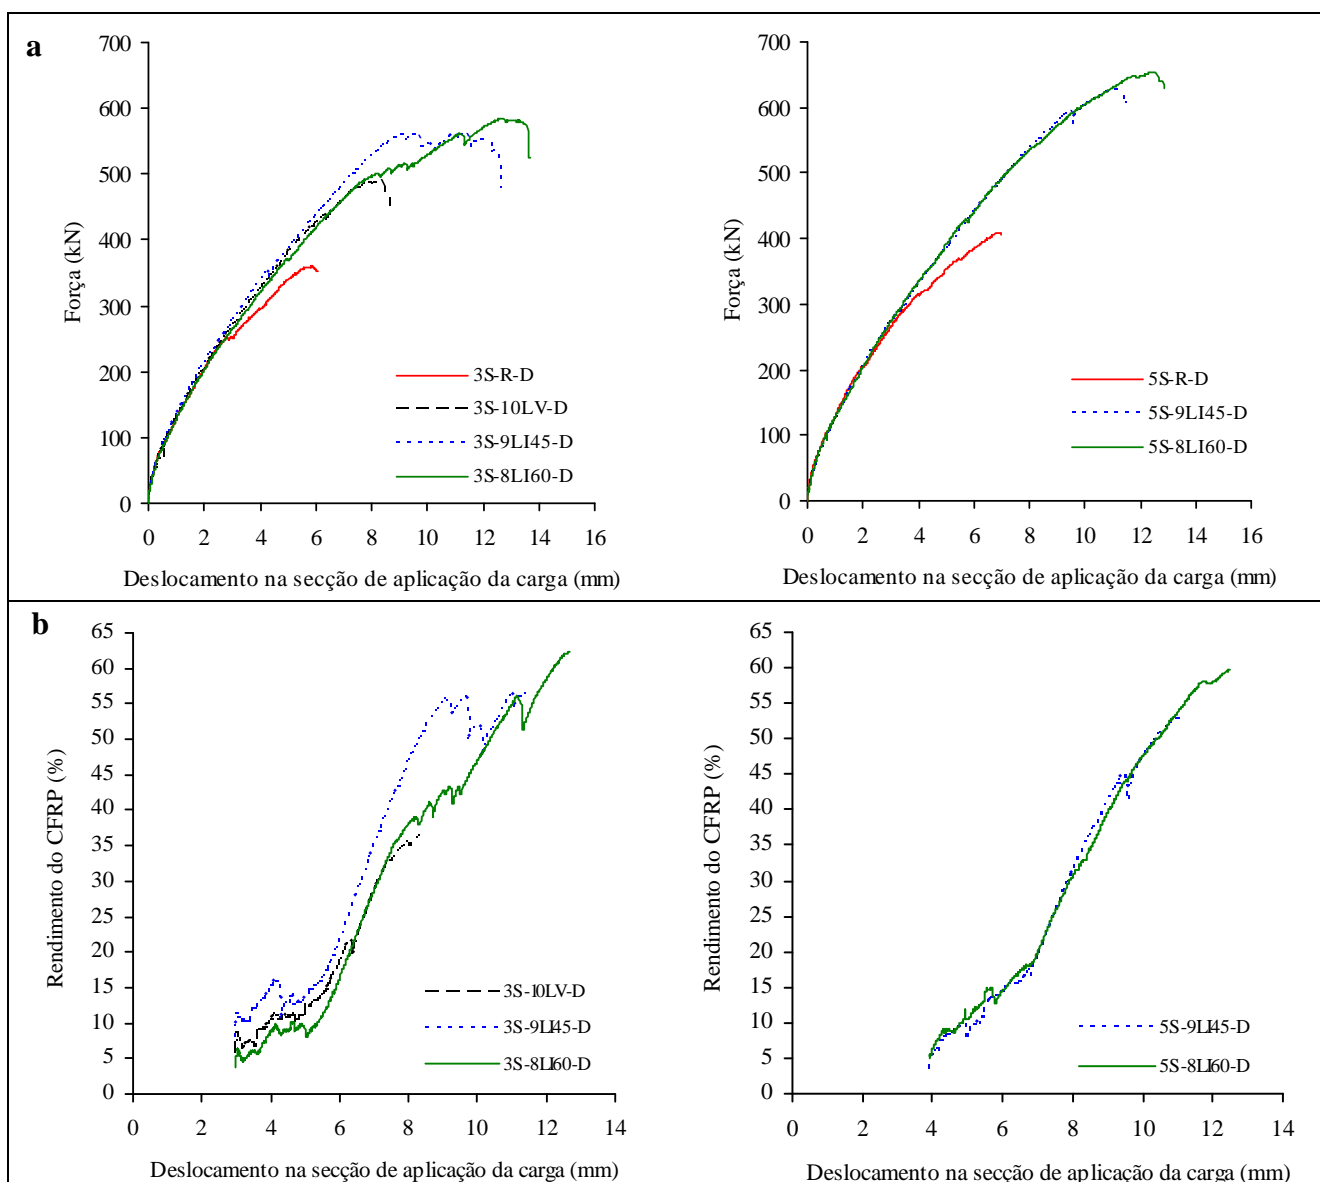 a
700
600
500
400
300
200
100
0
Força (kN)
0 2 4 6 8 10 12 14 16
Deslocamento na secção de aplicação da carga (mm)
3S-R-D
3S-10LV-D
3S-9LI45-D
3S-8LI60-D
700
600
500
400
300
200
100
0
Força (kN)
0 2 4 6 8 10 12 14 16
Deslocamento na secção de aplicação da carga (mm)
5S-R-D
5S-9LI45-D
5S-8LI60-D
b
65
60
55
50
45
40
35
30
25
20
15
10
5
0
Rendimento do CFRP (%)
0 2 4 6 8 10 12 14
Deslocamento na secção de aplicação da carga (mm)
3S-10LV-D
3S-9LI45-D
3S-8LI60-D
65
60
55
50
45
40
35
30
25
20
15
10
5
0
Rendimento do CFRP (%)
0 2 4 6 8 10 12 14
Deslocamento na secção de aplicação da carga (mm)
5S-9LI45-D
5S-8LI60-D